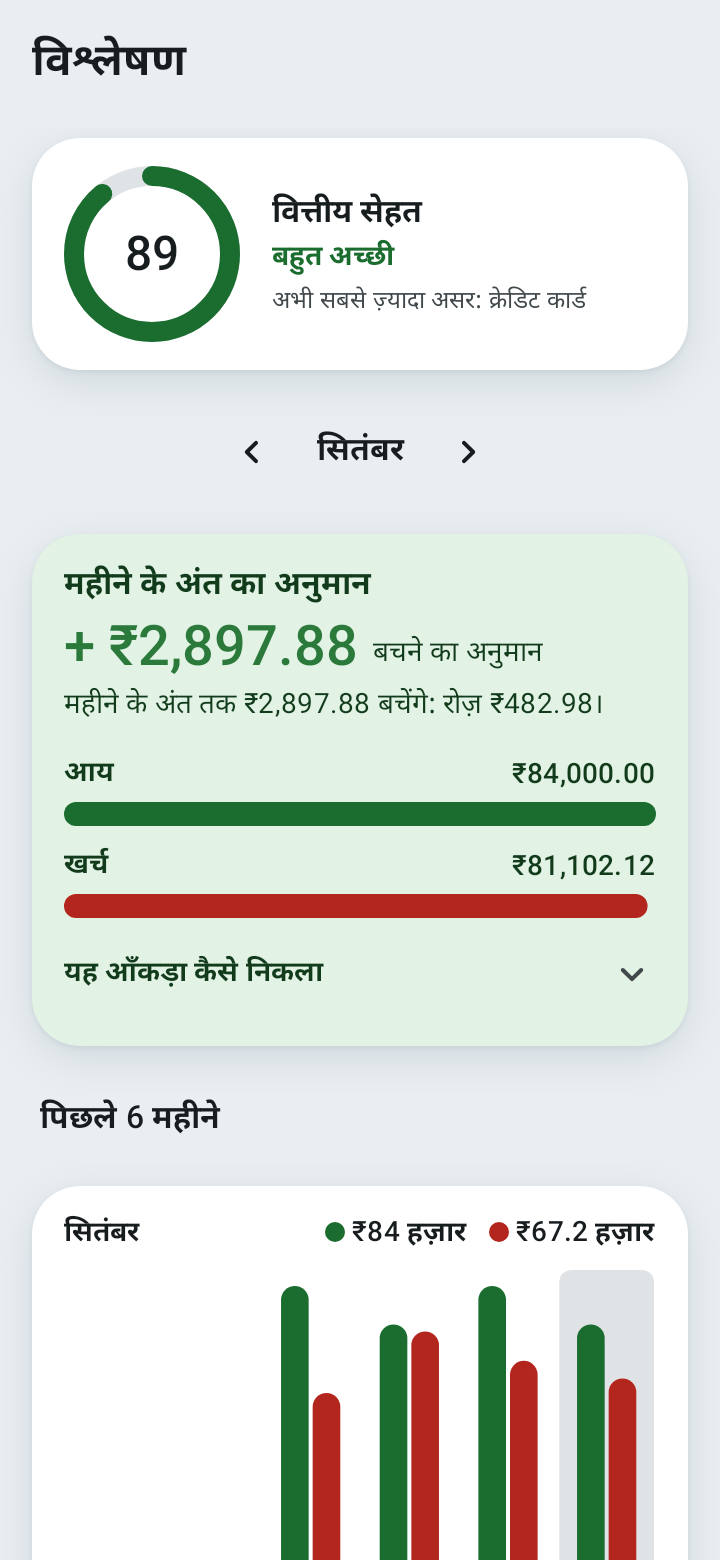 विश्लेषण
89
वित्तीय सेहत
बहुत अच्छी
अभी सबसे ज़्यादा असर: क्रेडिट कार्ड
सितंबर
महीने के अंत का अनुमान
+ ₹2,897.88 बचने का अनुमान
महीने के अंत तक ₹2,897.88 बचेंगे: रोज़ ₹482.98।
आय ₹84,000.00
खर्च ₹81,102.12
यह आँकड़ा कैसे निकला
पिछले 6 महीने
सितंबर ₹84 हज़ार ₹67.2 हज़ार